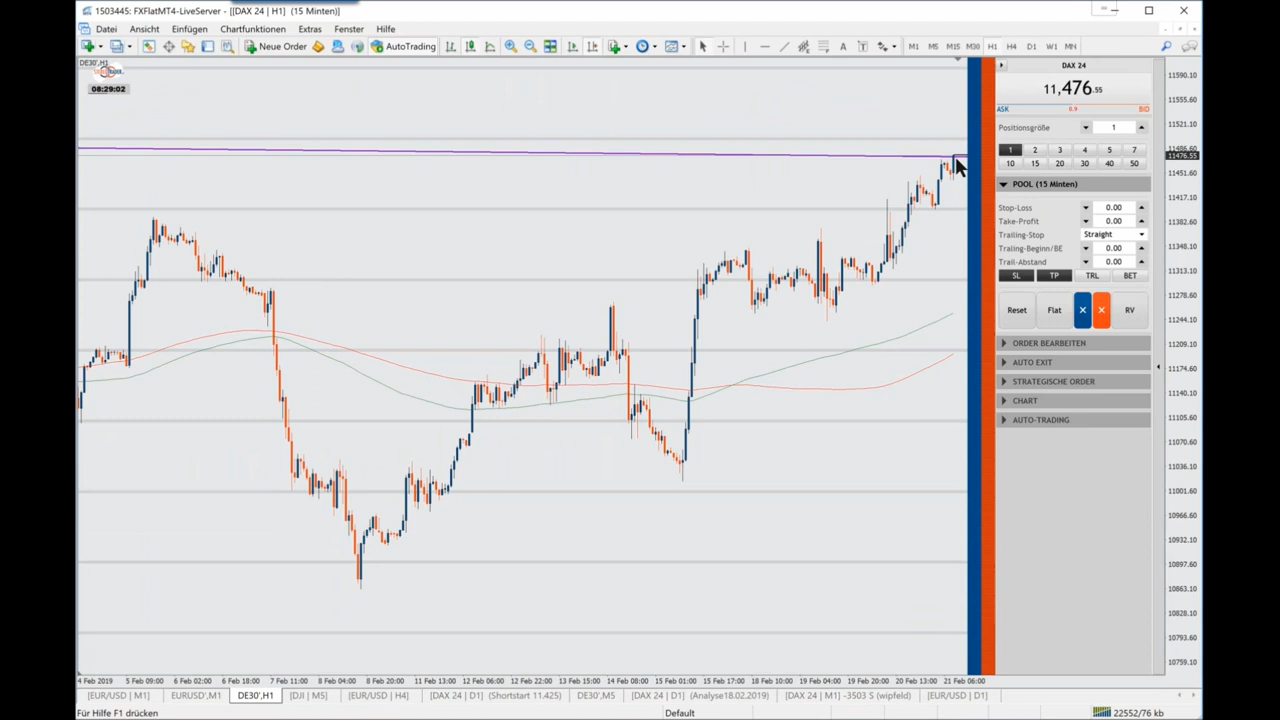 1503445: FXFlatMT4-LiveServer - [[DAX 24 | H1] (15 Minten)]
Datei Ansicht Einfügen Chartfunktionen Extras Fenster Hilfe
Neue Order AutoTrading A T M1 M5 M15 M30 H1 H4 D1 W1 MN
DE30',H1
08:29:02
DAX 24
11,476.55
ASK 0.9 BID
Positionsgröße 1
1 2 3 4 5 7
10 15 20 30 40 50
POOL (15 Minten)
Stop-Loss 0.00
Take-Profit 0.00
Trailing-Stop Straight
Traling-Beginn/BE 0.00
Trail-Abstand 0.00
SL TP TRL BET
Reset Flat × × RV
ORDER BEARBEITEN
AUTO EXIT
STRATEGISCHE ORDER
CHART
AUTO-TRADING
11590.10
11555.60
11521.10
11486.60
11476.55
11451.60
11417.10
11382.60
11348.10
11313.10
11278.60
11244.10
11209.10
11174.60
11140.10
11105.60
11070.60
11036.10
11001.60
10966.60
10932.10
10897.60
10863.10
10828.10
10793.60
10759.10
4 Feb 2019 5 Feb 09:00 6 Feb 02:00 6 Feb 18:00 7 Feb 11:00 8 Feb 04:00 8 Feb 20:00 11 Feb 13:00 12 Feb 06:00 12 Feb 22:00 13 Feb 15:00 14 Feb 08:00 15 Feb 01:00 15 Feb 17:00 18 Feb 11:00 19 Feb 04:00 19 Feb 20:00 20 Feb 13:00 21 Feb 06:00
[EUR/USD | M1] EURUSD',M1 DE30',H1 [DJI | M5] [EUR/USD | H4] [DAX 24 | D1] (Shortstart 11.425) DE30',M5 [DAX 24 | D1] (Analyse18.02.2019) [DAX 24 | M1] -3503 S (wipfeld) [EUR/USD | D1]
Für Hilfe F1 drücken Default 22552/76 kb